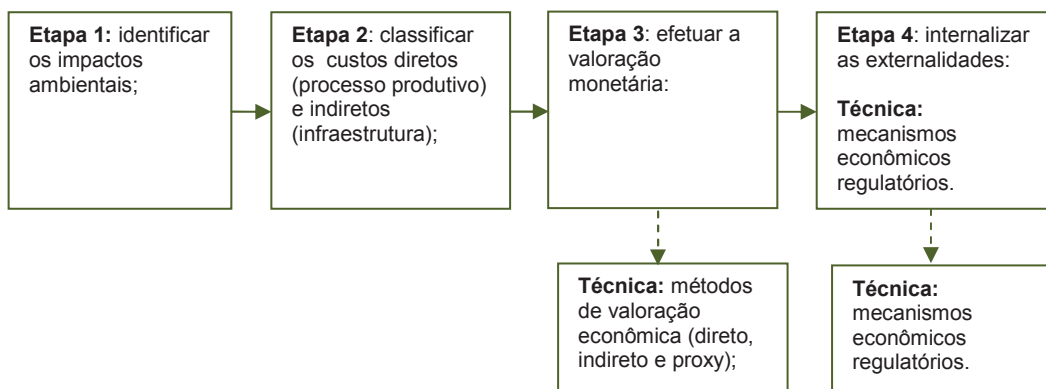 Etapa 1: identificar
os impactos
ambientais;
Etapa 2: classificar
os custos diretos
(processo produtivo)
e indiretos
(infraestrutura);
Etapa 3: efetuar a
valoração
monetária:
Etapa 4: internalizar
as externalidades:
Técnica:
mecanismos
econômicos
regulatórios.
Técnica: métodos
de valoração
econômica (direto,
indireto e proxy);
Técnica:
mecanismos
econômicos
regulatórios.